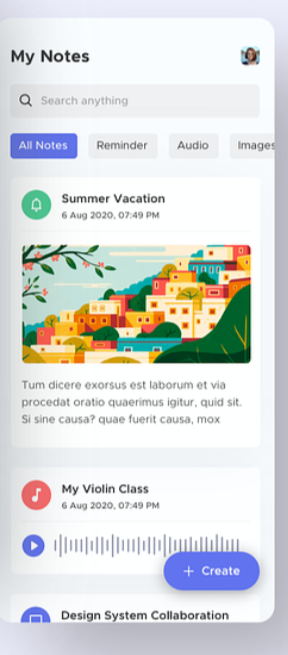 My Notes
Search anything
All Notes
Reminder
Audio
Images
Summer Vacation
6 Aug 2020, 07:49 PM
Tum dicere exorsus est laborum et via
procedat oratio quaerimus igitur, quid sit.
Si sine causa? quae fuerit causa, mox
My Violin Class
6 Aug 2020, 07:49 PM
+ Create
Design System Collaboration